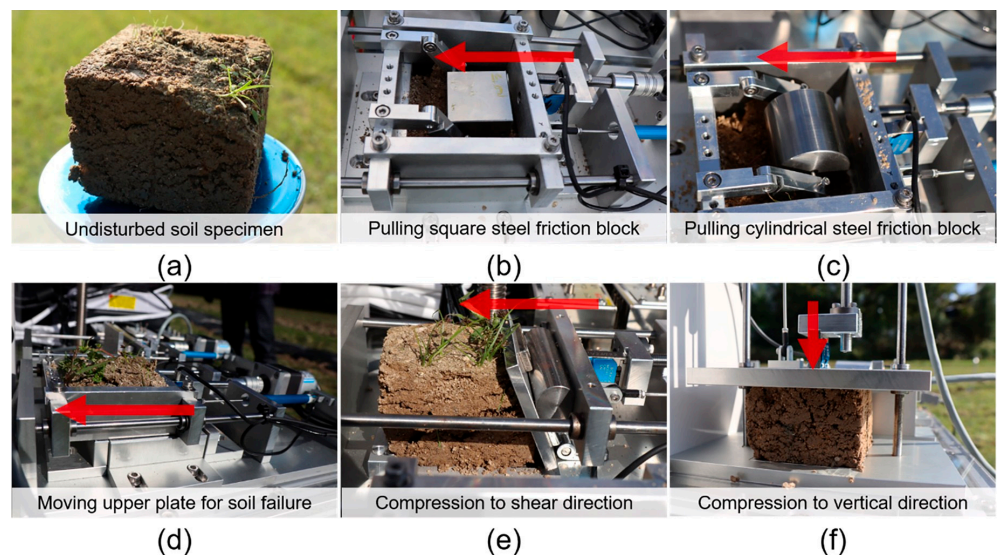 Undisturbed soil specimen
Pulling square steel friction block
Pulling cylindrical steel friction block
(a)
(b)
(c)
Moving upper plate for soil failure
Compression to shear direction
Compression to vertical direction
(d)
(e)
(f)